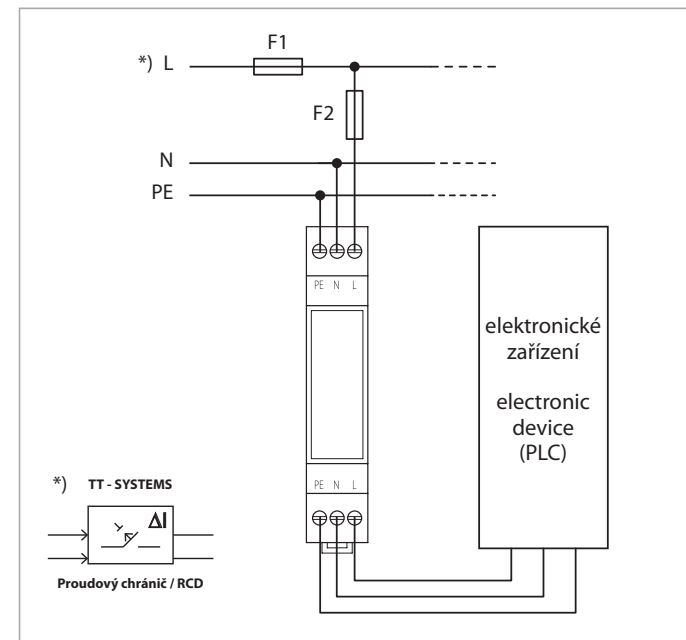 F1
*) L
F2
N
PE
PE N L
elektronické
zařízení
electronic
device
(PLC)
PE N L
*) TT - SYSTEMS
ΔI
Proudový chránič / RCD